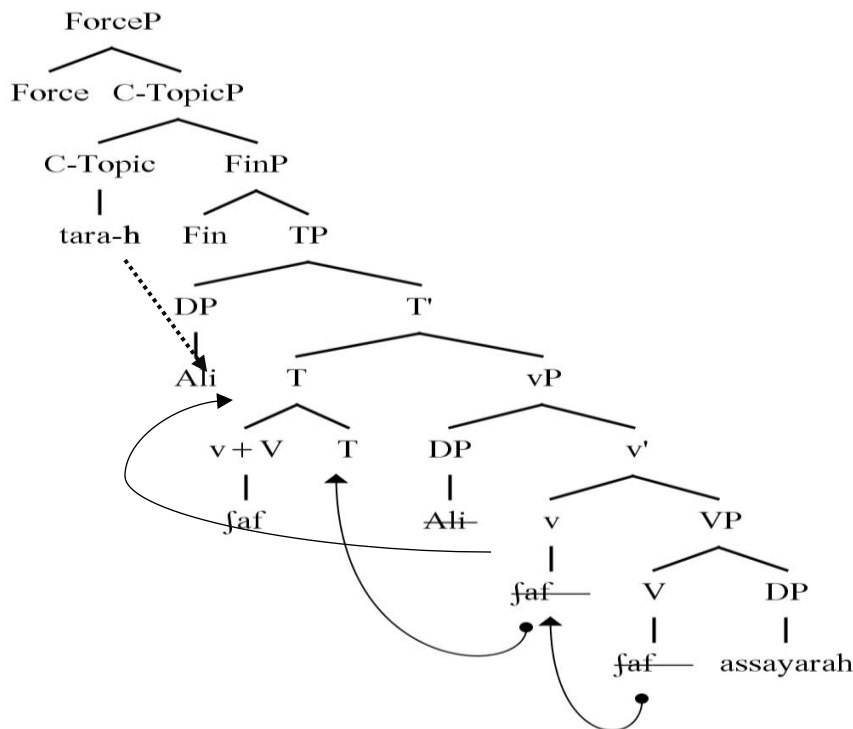 ForceP
Force C-TopicP
C-Topic FinP
tara-h Fin TP
DP T'
Ali T vP
v + V T DP v'
ʃaf Ali v VP
ʃaf V DP
ʃaf assayarah